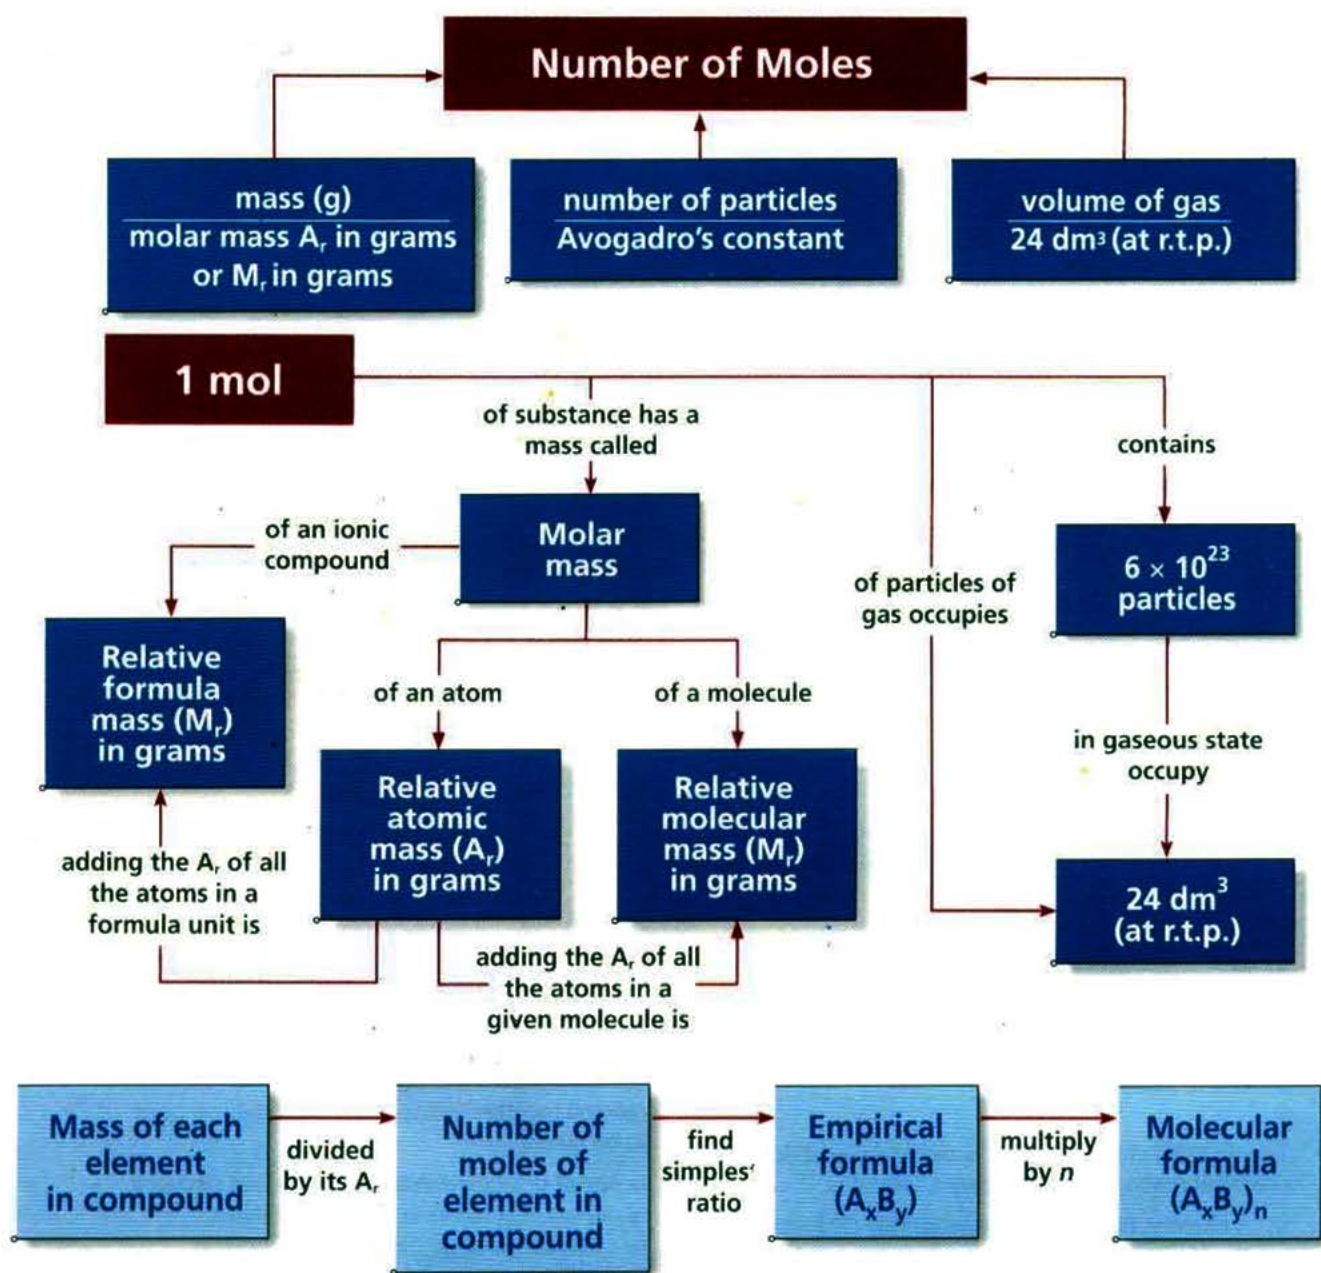 Number of Moles
mass (g)
molar mass Aᵣ in grams
or Mᵣ in grams
number of particles
Avogadro's constant
volume of gas
24 dm³ (at r.t.p.)
1 mol
of substance has a
mass called
contains
of an ionic
compound
Molar
mass
of particles of
gas occupies
6 × 10²³
particles
Relative
formula
mass (Mᵣ)
in grams
of an atom
of a molecule
in gaseous state
occupy
Relative
atomic
mass (Aᵣ)
in grams
Relative
molecular
mass (Mᵣ)
in grams
adding the Aᵣ of all
the atoms in a
formula unit is
24 dm³
(at r.t.p.)
adding the Aᵣ of all
the atoms in a
given molecule is
Mass of each
element
in compound
divided
by its Aᵣ
Number of
moles of
element in
compound
find
simples'
ratio
Empirical
formula
(AₓBᵧ)
multiply
by n
Molecular
formula
(AₓBᵧ)ₙ